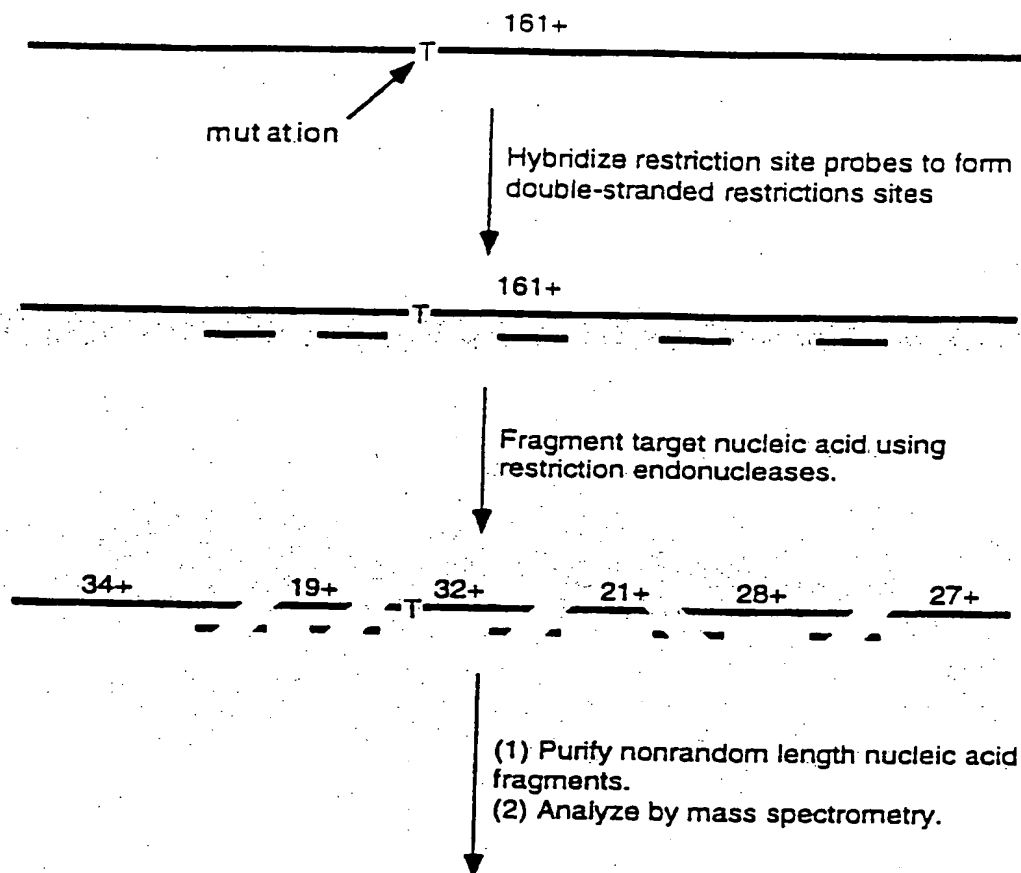 161+
T
mutation
Hybridize restriction site probes to form
double-stranded restrictions sites
161+
T
Fragment target nucleic acid using
restriction endonucleases.
34+ 19+ 32+ 21+ 28+ 27+
T
(1) Purify nonrandom length nucleic acid
fragments.
(2) Analyze by mass spectrometry.